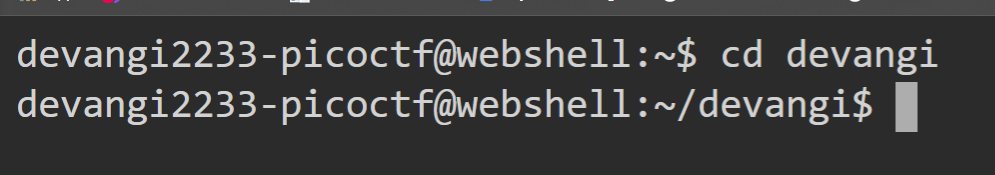 devangi2233-picoctf@webshell:~$ cd devangi
devangi2233-picoctf@webshell:~/devangi$